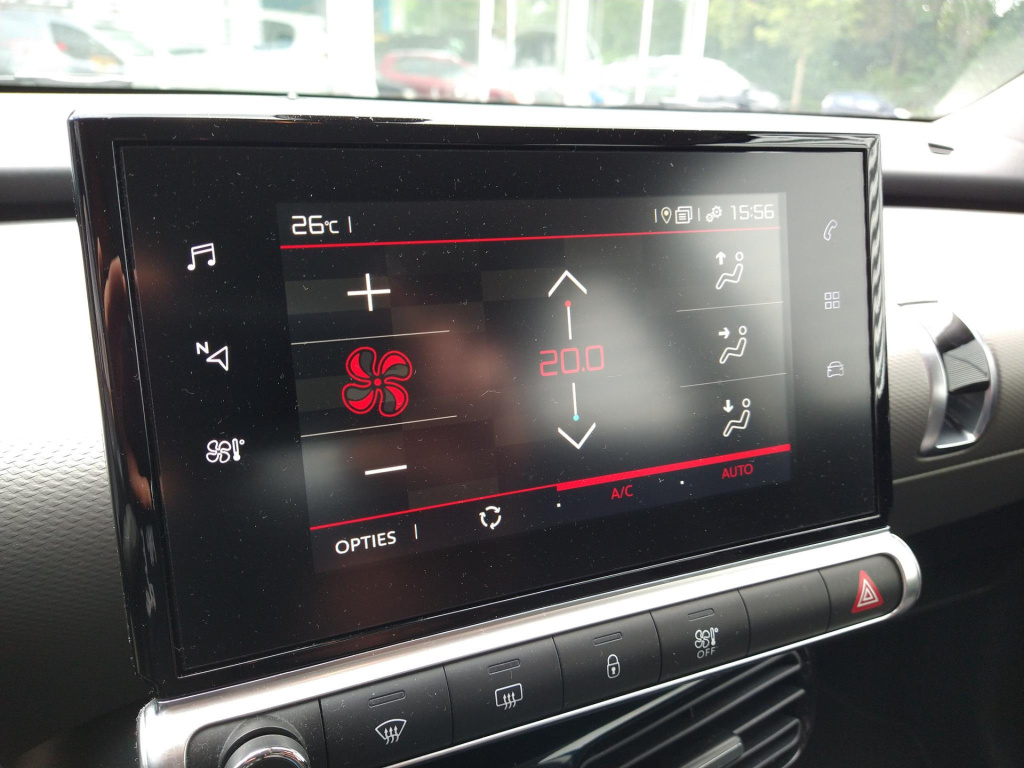 26°C
15:56
N
20.0
OPTIES
A/C
AUTO
OFF